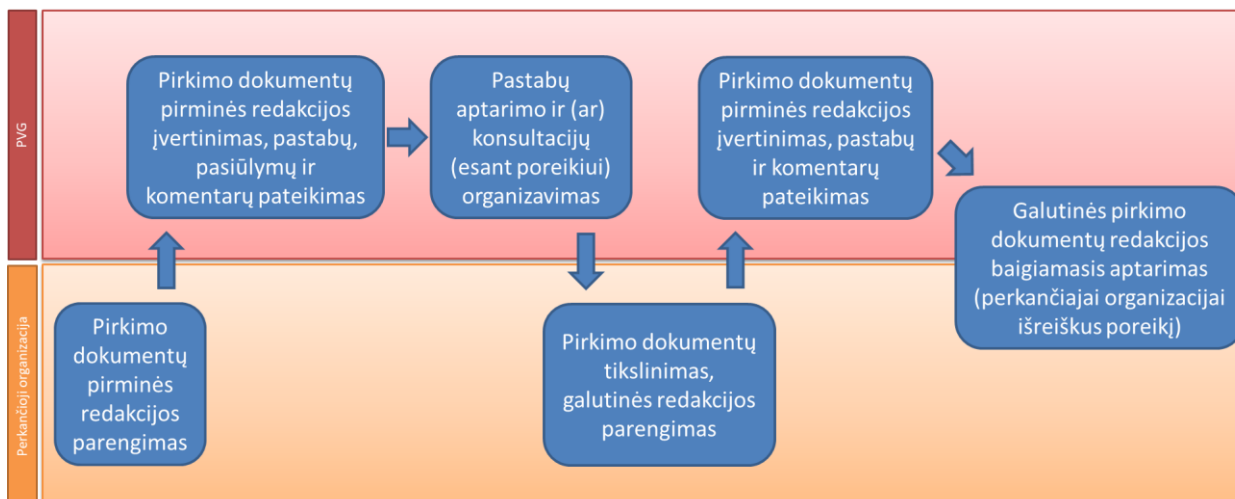 PVG
Pirkimo dokumentų
pirminės redakcijos
įvertinimas, pastabų,
pasiūlymų ir
komentarų pateikimas
Pastabų
aptarimo ir (ar)
konsultacijų
(esant poreikiui)
organizavimas
Pirkimo dokumentų
pirminės redakcijos
įvertinimas, pastabų
ir komentarų
pateikimas
Galutinės pirkimo
dokumentų redakcijos
baigiamasis aptarimas
(perkančiajai organizacijai
išreiškus poreikį)
Perkančioji organizacija
Pirkimo
dokumentų
pirminės
redakcijos
parengimas
Pirkimo dokumentų
tikslinimas,
galutinės redakcijos
parengimas